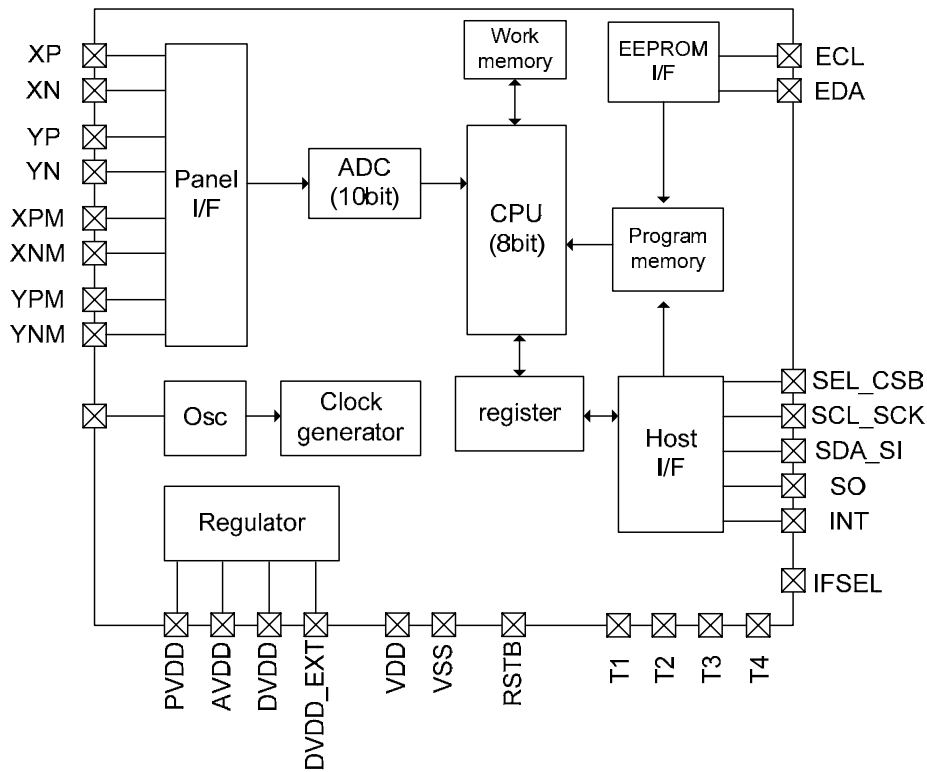 XP
XN
YP
YN
XPM
XNM
YPM
YNM
Panel
I/F
ADC
(10bit)
Work
memory
CPU
(8bit)
EEPROM
I/F
ECL
EDA
Program
memory
Osc
Clock
generator
register
Host
I/F
SEL_CSB
SCL_SCK
SDA_SI
SO
INT
IFSEL
Regulator
PVDD
AVDD
DVDD
DVDD_EXT
VDD
VSS
RSTB
T1
T2
T3
T4